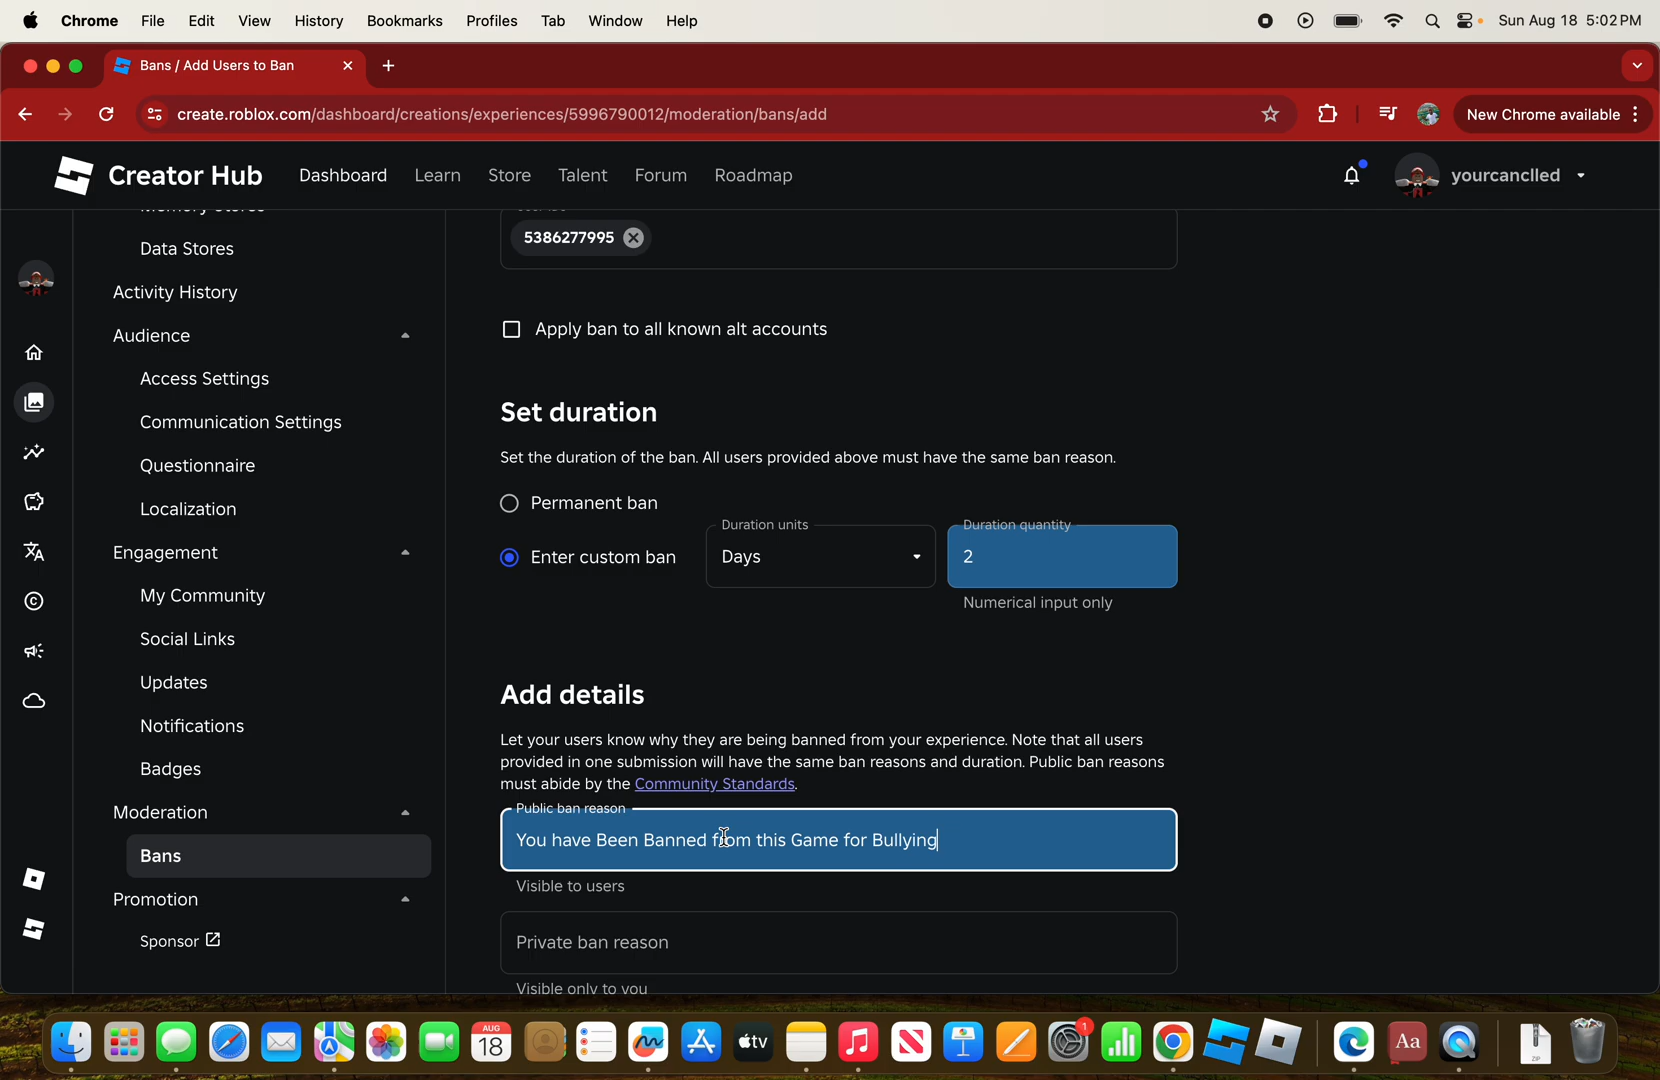 Chrome File Edit View History Bookmarks Profiles Tab Window Help Sun Aug 18 5:02 PM
Bans / Add Users to Ban
create.roblox.com/dashboard/creations/experiences/5996790012/moderation/bans/add New Chrome available
Creator Hub Dashboard Learn Store Talent Forum Roadmap yourcanclled
Memory Stores
Data Stores
Activity History
Audience
Access Settings
Communication Settings
Questionnaire
Localization
Engagement
My Community
Social Links
Updates
Notifications
Badges
Moderation
Bans
Promotion
Sponsor
5386277995
Apply ban to all known alt accounts
Set duration
Set the duration of the ban. All users provided above must have the same ban reason.
Permanent ban
Enter custom ban
Duration units
Days
Duration quantity
2
Numerical input only
Add details
Let your users know why they are being banned from your experience. Note that all users
provided in one submission will have the same ban reasons and duration. Public ban reasons
must abide by the Community Standards.
Public ban reason
You have Been Banned from this Game for Bullying
Visible to users
Private ban reason
Visible only to you
AUG
18
tv
1
Aa
ZIP